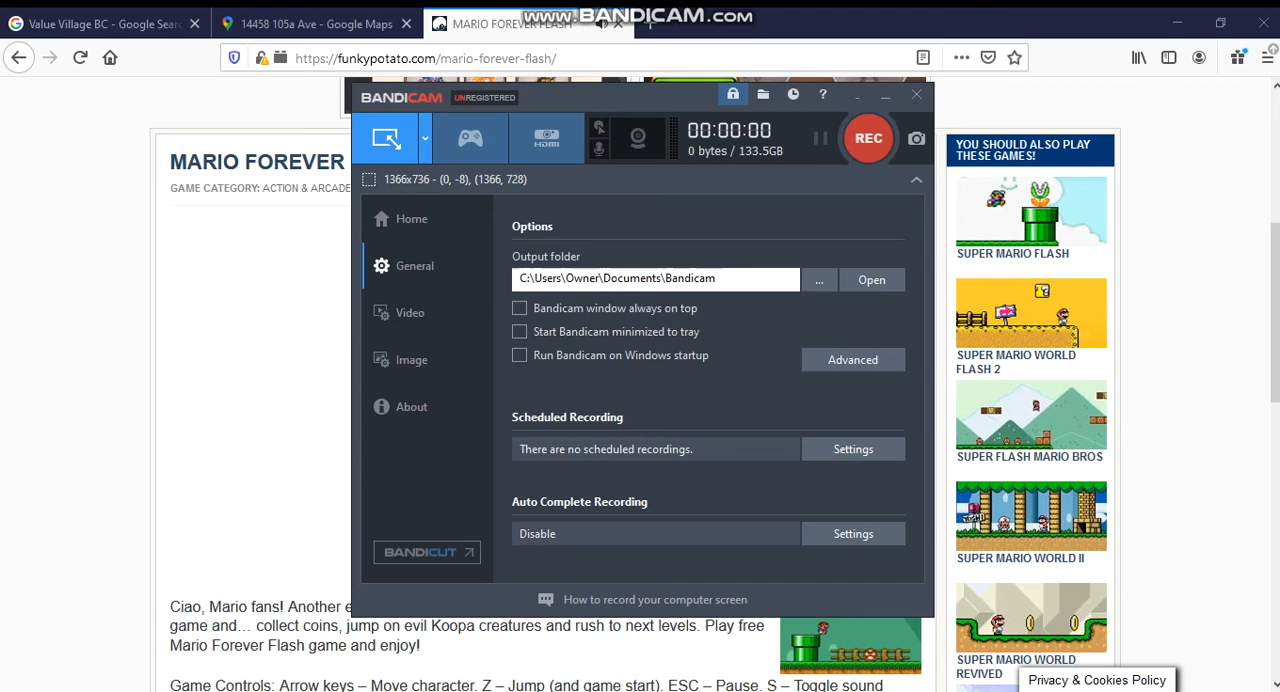 Value Village BC - Google Sear
14458 105a Ave - Google Maps
MARIO FOREVER FLASH
www.BANDICAM.com
https://funkypotato.com/mario-forever-flash/
MARIO FOREVER
GAME CATEGORY: ACTION & ARCADE
BANDICAM UNREGISTERED
?
HDMI
00:00:00
0 bytes / 133.5GB
REC
1366x736 - (0, -8), (1366, 728)
Home
General
Video
Image
About
BANDICUT
Options
Output folder
C:\Users\Owner\Documents\Bandicam
...
Open
Bandicam window always on top
Start Bandicam minimized to tray
Run Bandicam on Windows startup
Advanced
Scheduled Recording
There are no scheduled recordings.
Settings
Auto Complete Recording
Disable
Settings
How to record your computer screen
YOU SHOULD ALSO PLAY
THESE GAMES!
SUPER MARIO FLASH
SUPER MARIO WORLD
FLASH 2
SUPER FLASH MARIO BROS
SUPER MARIO WORLD II
SUPER MARIO WORLD
REVIVED
Ciao, Mario fans! Another e
game and… collect coins, jump on evil Koopa creatures and rush to next levels. Play free
Mario Forever Flash game and enjoy!
Game Controls: Arrow keys – Move character. Z – Jump (and game start). ESC – Pause. S – Toggle sound
Privacy & Cookies Policy